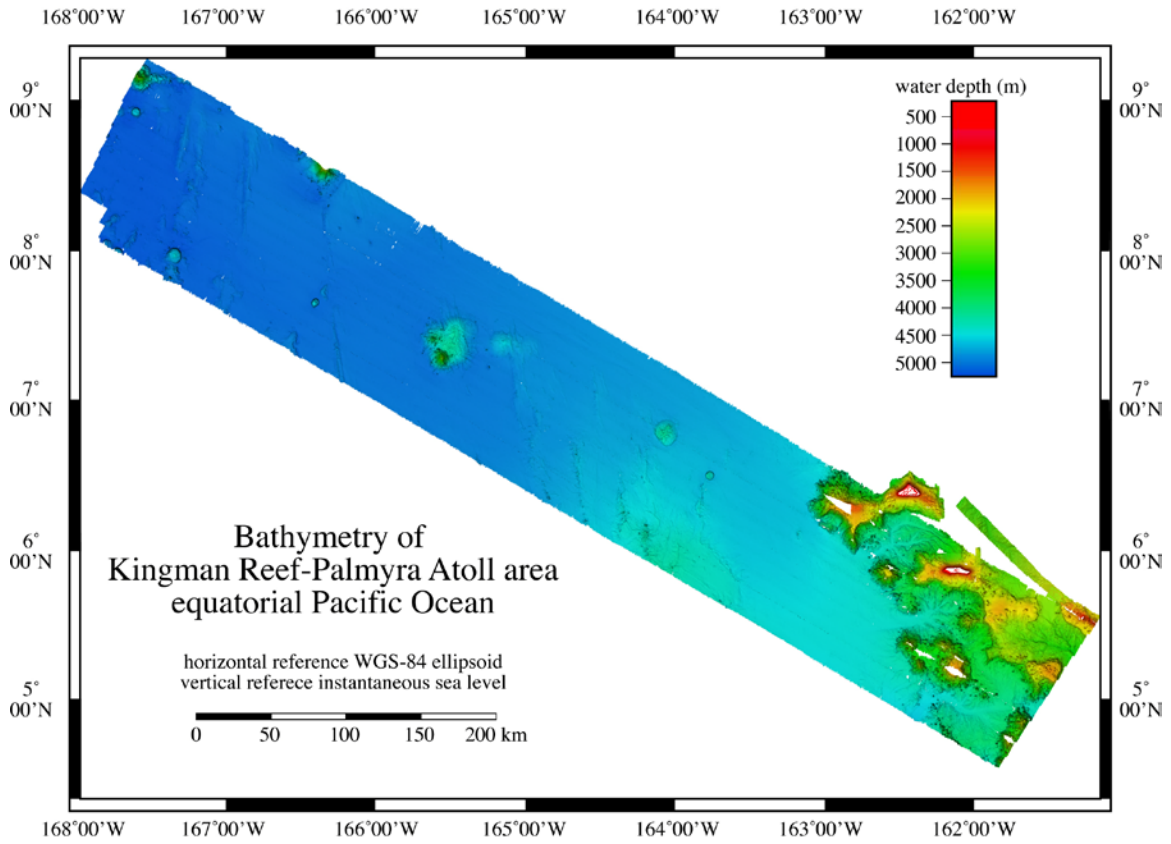 168°00'W 167°00'W 166°00'W 165°00'W 164°00'W 163°00'W 162°00'W
water depth (m)
500
1000
1500
2000
2500
3000
3500
4000
4500
5000
9°
00'N
8°
00'N
7°
00'N
6°
00'N
5°
00'N
9°
00'N
8°
00'N
7°
00'N
6°
00'N
5°
00'N
Bathymetry of
Kingman Reef-Palmyra Atoll area
equatorial Pacific Ocean
horizontal reference WGS-84 ellipsoid
vertical referece instantaneous sea level
0 50 100 150 200 km
168°00'W 167°00'W 166°00'W 165°00'W 164°00'W 163°00'W 162°00'W